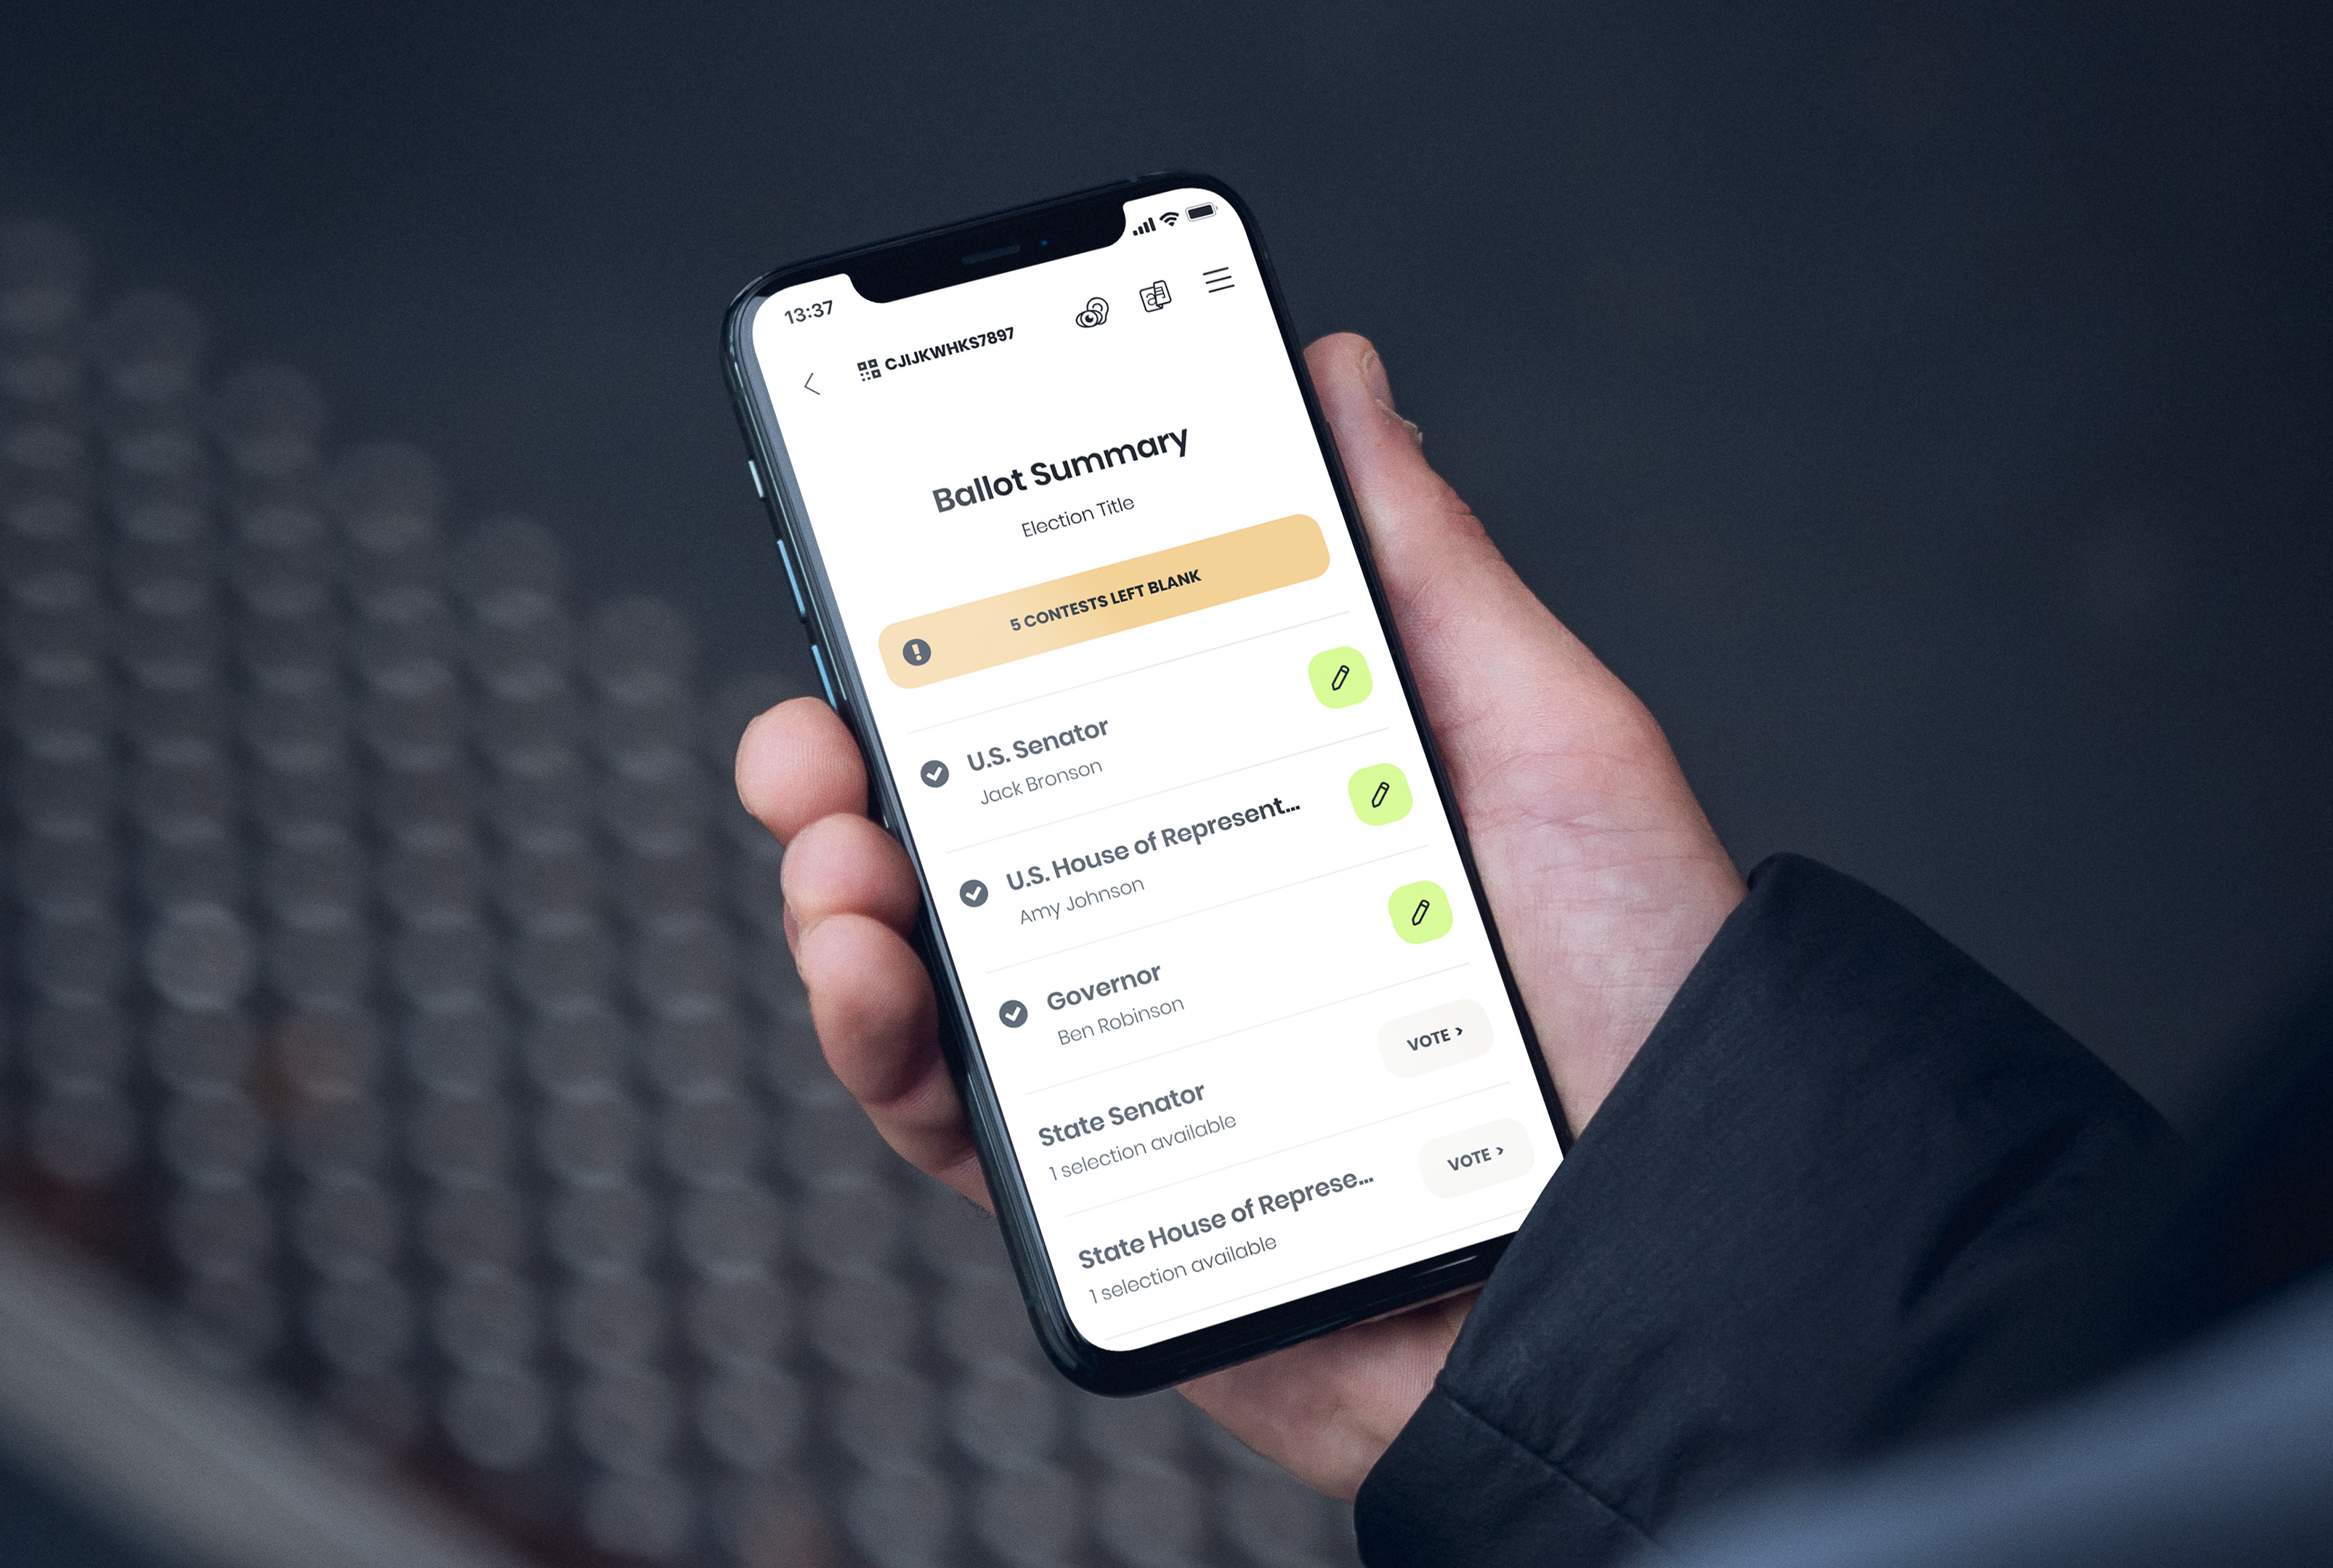 13:37
CJIJKWHKS7897
Ballot Summary
Election Title
5 CONTESTS LEFT BLANK
U.S. Senator
Jack Bronson
U.S. House of Represent...
Amy Johnson
Governor
Ben Robinson
State Senator
1 selection available
VOTE >
State House of Represe...
1 selection available
VOTE >